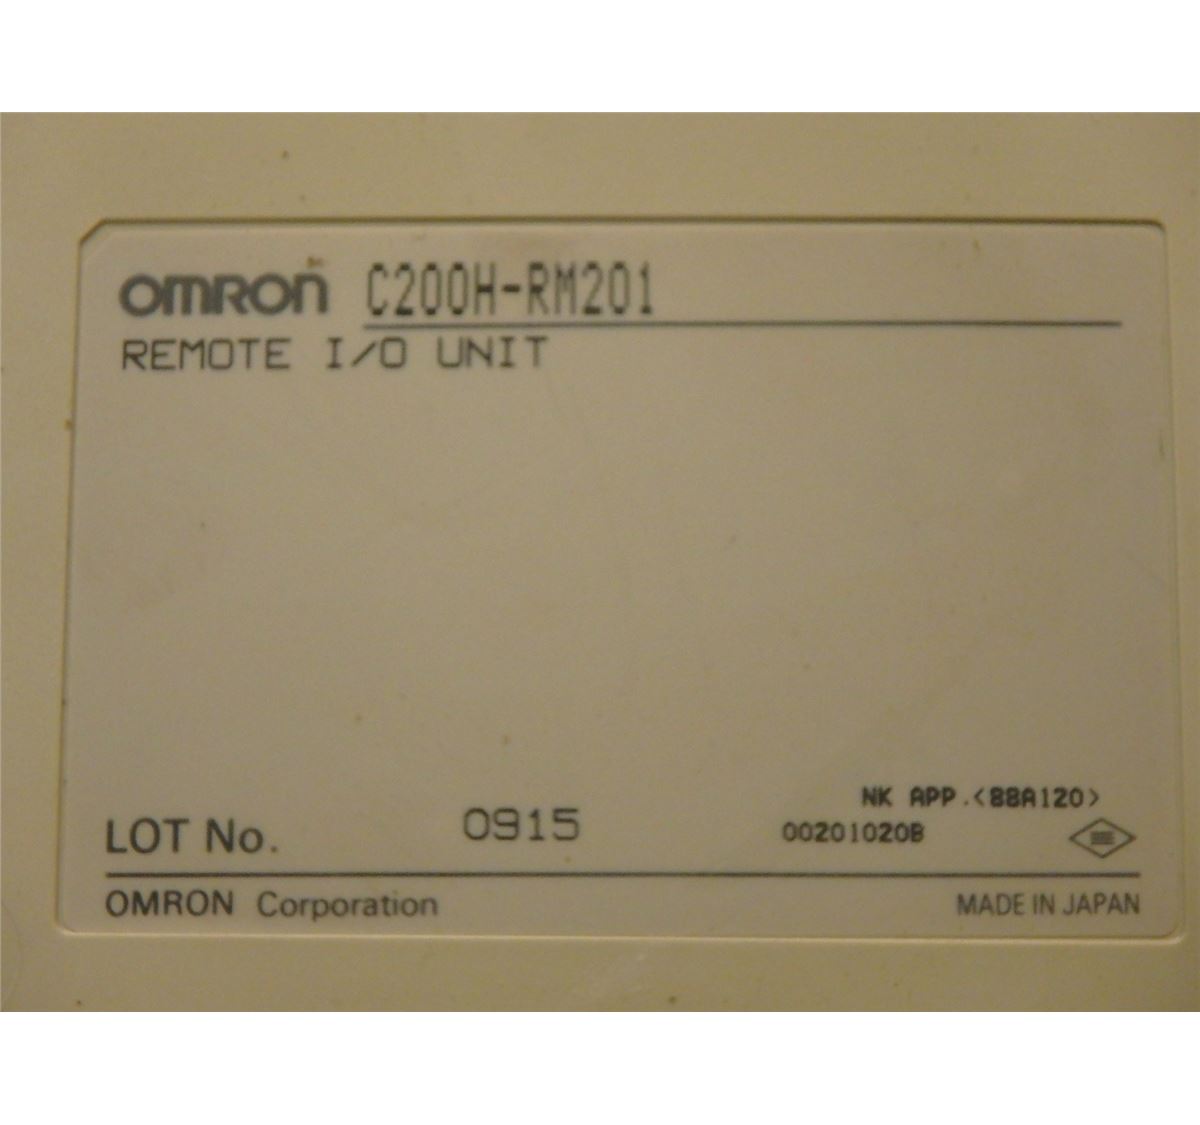 OMRON C200H-RM201
REMOTE I/O UNIT
NK APP.<88A120>
LOT No. 0915 00201020B
OMRON Corporation MADE IN JAPAN